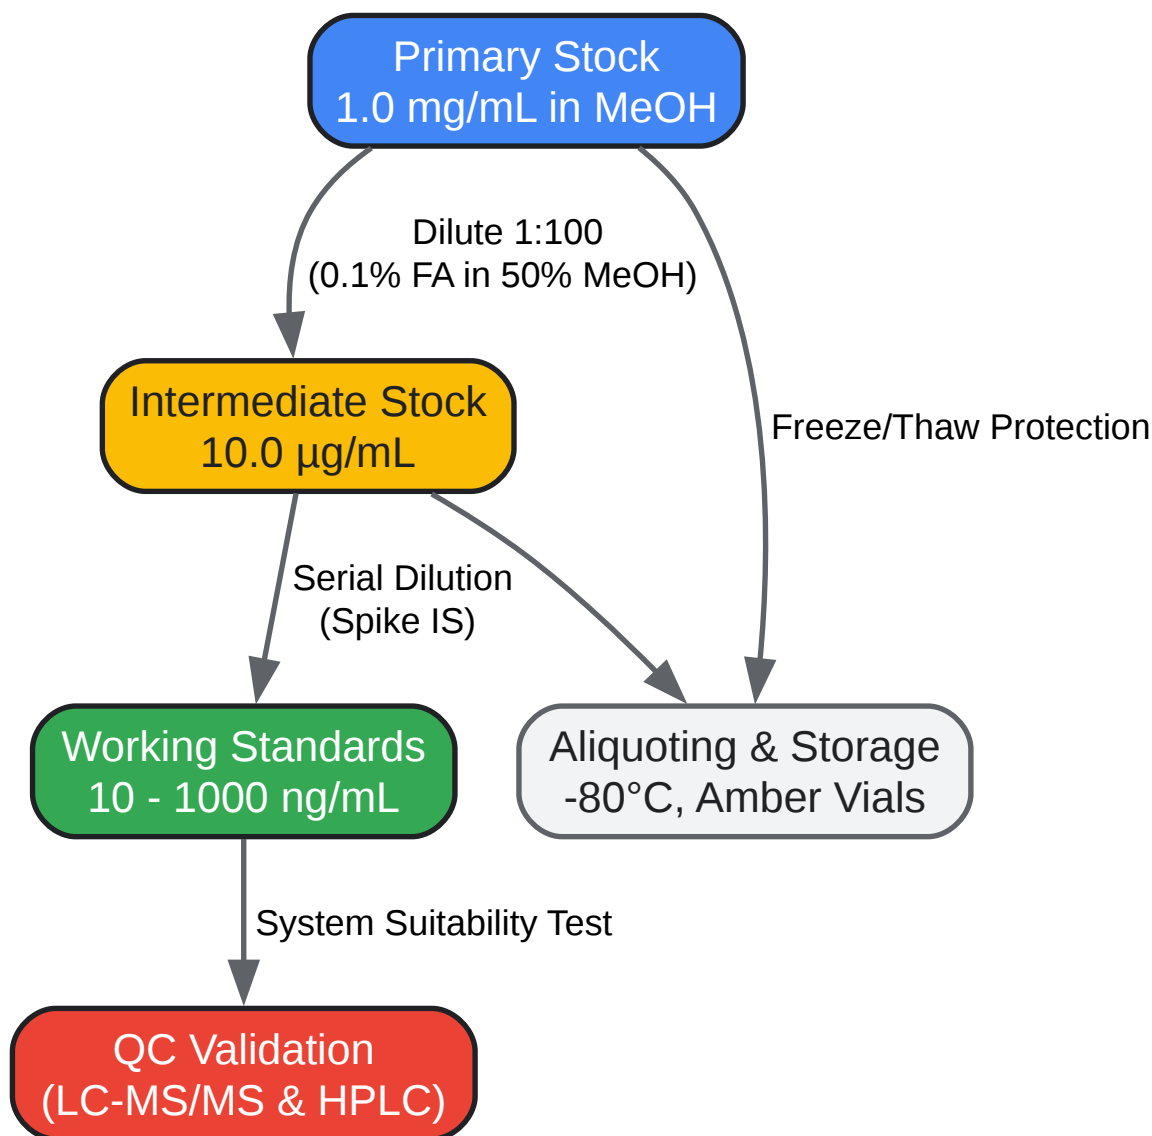 Primary Stock
1.0 mg/mL in MeOH
Dilute 1:100
(0.1% FA in 50% MeOH)
Intermediate Stock
10.0 µg/mL
Freeze/Thaw Protection
Serial Dilution
(Spike IS)
Working Standards
10 - 1000 ng/mL
Aliquoting & Storage
-80°C, Amber Vials
System Suitability Test
QC Validation
(LC-MS/MS & HPLC)